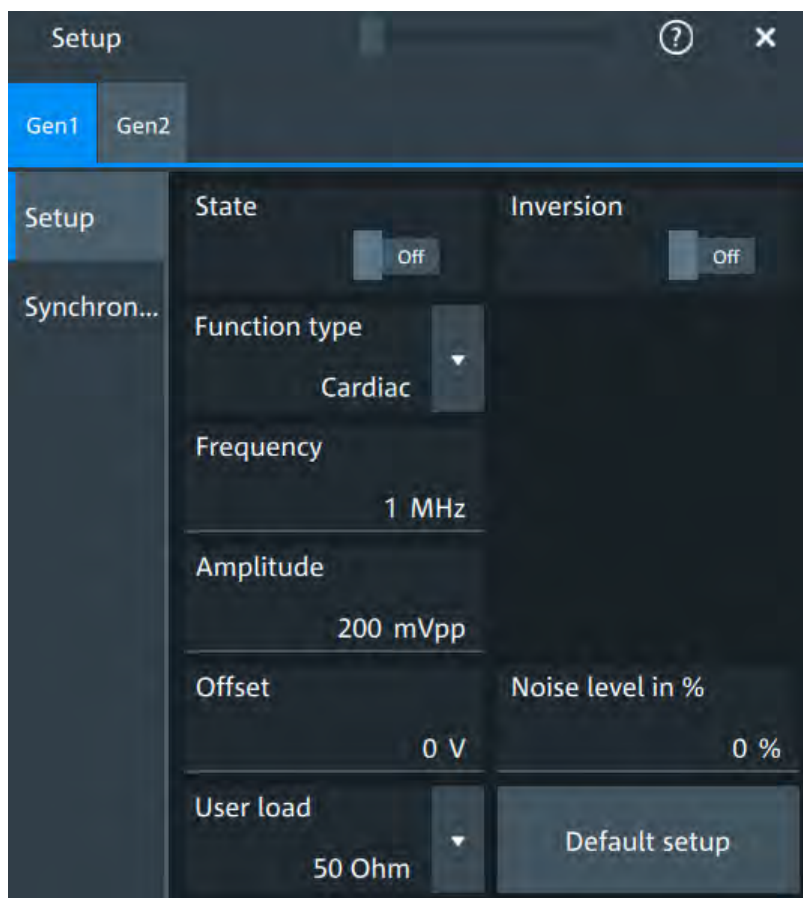 Setup ? ×
Gen1 Gen2
Setup
Synchron...
State Inversion
Off Off
Function type
Cardiac
Frequency
1 MHz
Amplitude
200 mVpp
Offset Noise level in %
0 V 0 %
User load
50 Ohm
Default setup